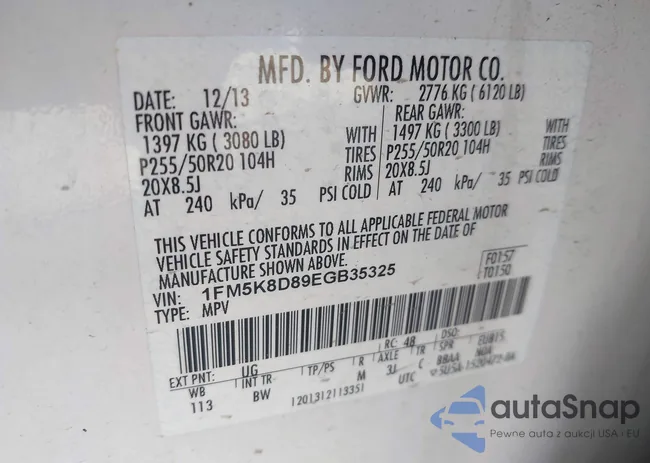 MFD. BY FORD MOTOR CO.
DATE: 12/13 GVWR: 2776 KG ( 6120 LB)
FRONT GAWR: REAR GAWR:
1397 KG ( 3080 LB) WITH 1497 KG ( 3300 LB) WITH
P255/50R20 104H TIRES P255/50R20 104H TIRES
20X8.5J RIMS 20X8.5J RIMS
AT 240 kPa/ 35 PSI COLD AT 240 kPa/ 35 PSI COLD
THIS VEHICLE CONFORMS TO ALL APPLICABLE FEDERAL MOTOR
VEHICLE SAFETY STANDARDS IN EFFECT ON THE DATE OF
MANUFACTURE SHOWN ABOVE.
F0157
T0150
VIN: 1FM5K8D89EGB35325
TYPE: MPV
EXT PNT: UG RC: 48 DSO:
WB INT TR TP/PS R AXLE TR SPR
113 BW M 3J C BBAA
1201312113351 UTC
autaSnap
Pewne auta z aukcji USA i EU